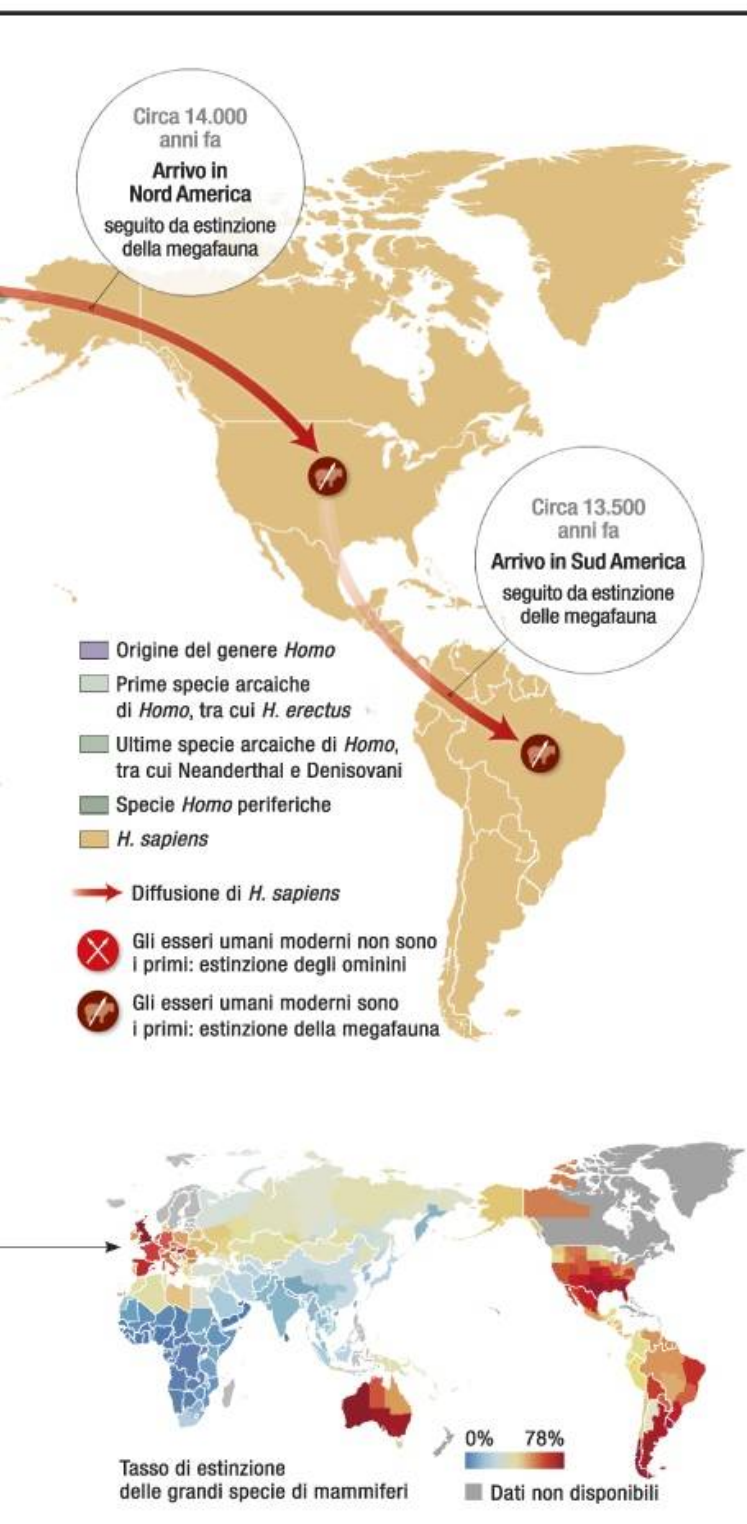 Circa 14.000
anni fa
Arrivo in
Nord America
seguito da estinzione
della megafauna
Circa 13.500
anni fa
Arrivo in Sud America
seguito da estinzione
delle megafauna
Origine del genere Homo
Prime specie arcaiche
di Homo, tra cui H. erectus
Ultime specie arcaiche di Homo,
tra cui Neanderthal e Denisovani
Specie Homo periferiche
H. sapiens
Diffusione di H. sapiens
Gli esseri umani moderni non sono
i primi: estinzione degli ominini
Gli esseri umani moderni sono
i primi: estinzione della megafauna
0% 78%
Tasso di estinzione
delle grandi specie di mammiferi
Dati non disponibili